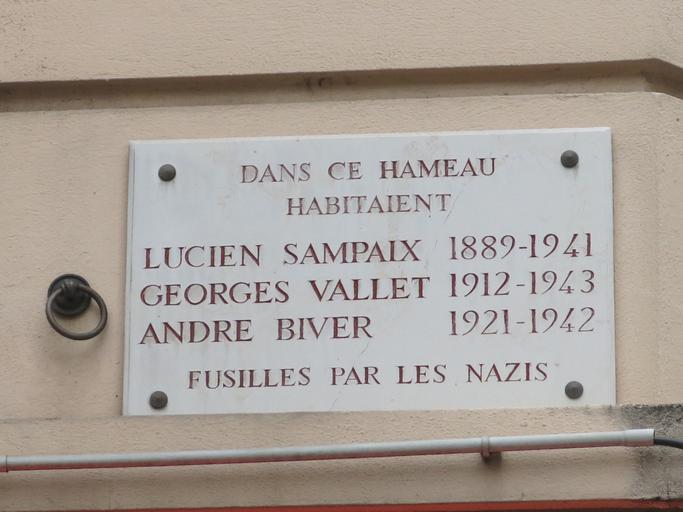 DANS CE HAMEAU
HABITAIENT
LUCIEN SAMPAIX 1889-1941
GEORGES VALLET 1912-1943
ANDRE BIVER 1921-1942
FUSILLES PAR LES NAZIS